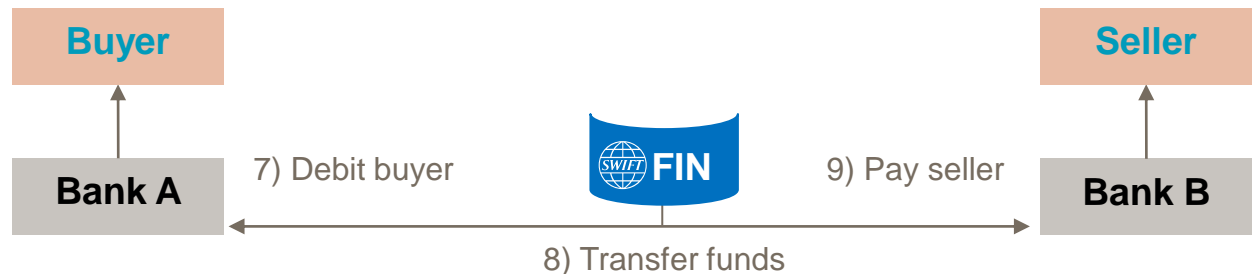 Buyer
Seller
SWIFT FIN
7) Debit buyer
9) Pay seller
Bank A
Bank B
8) Transfer funds